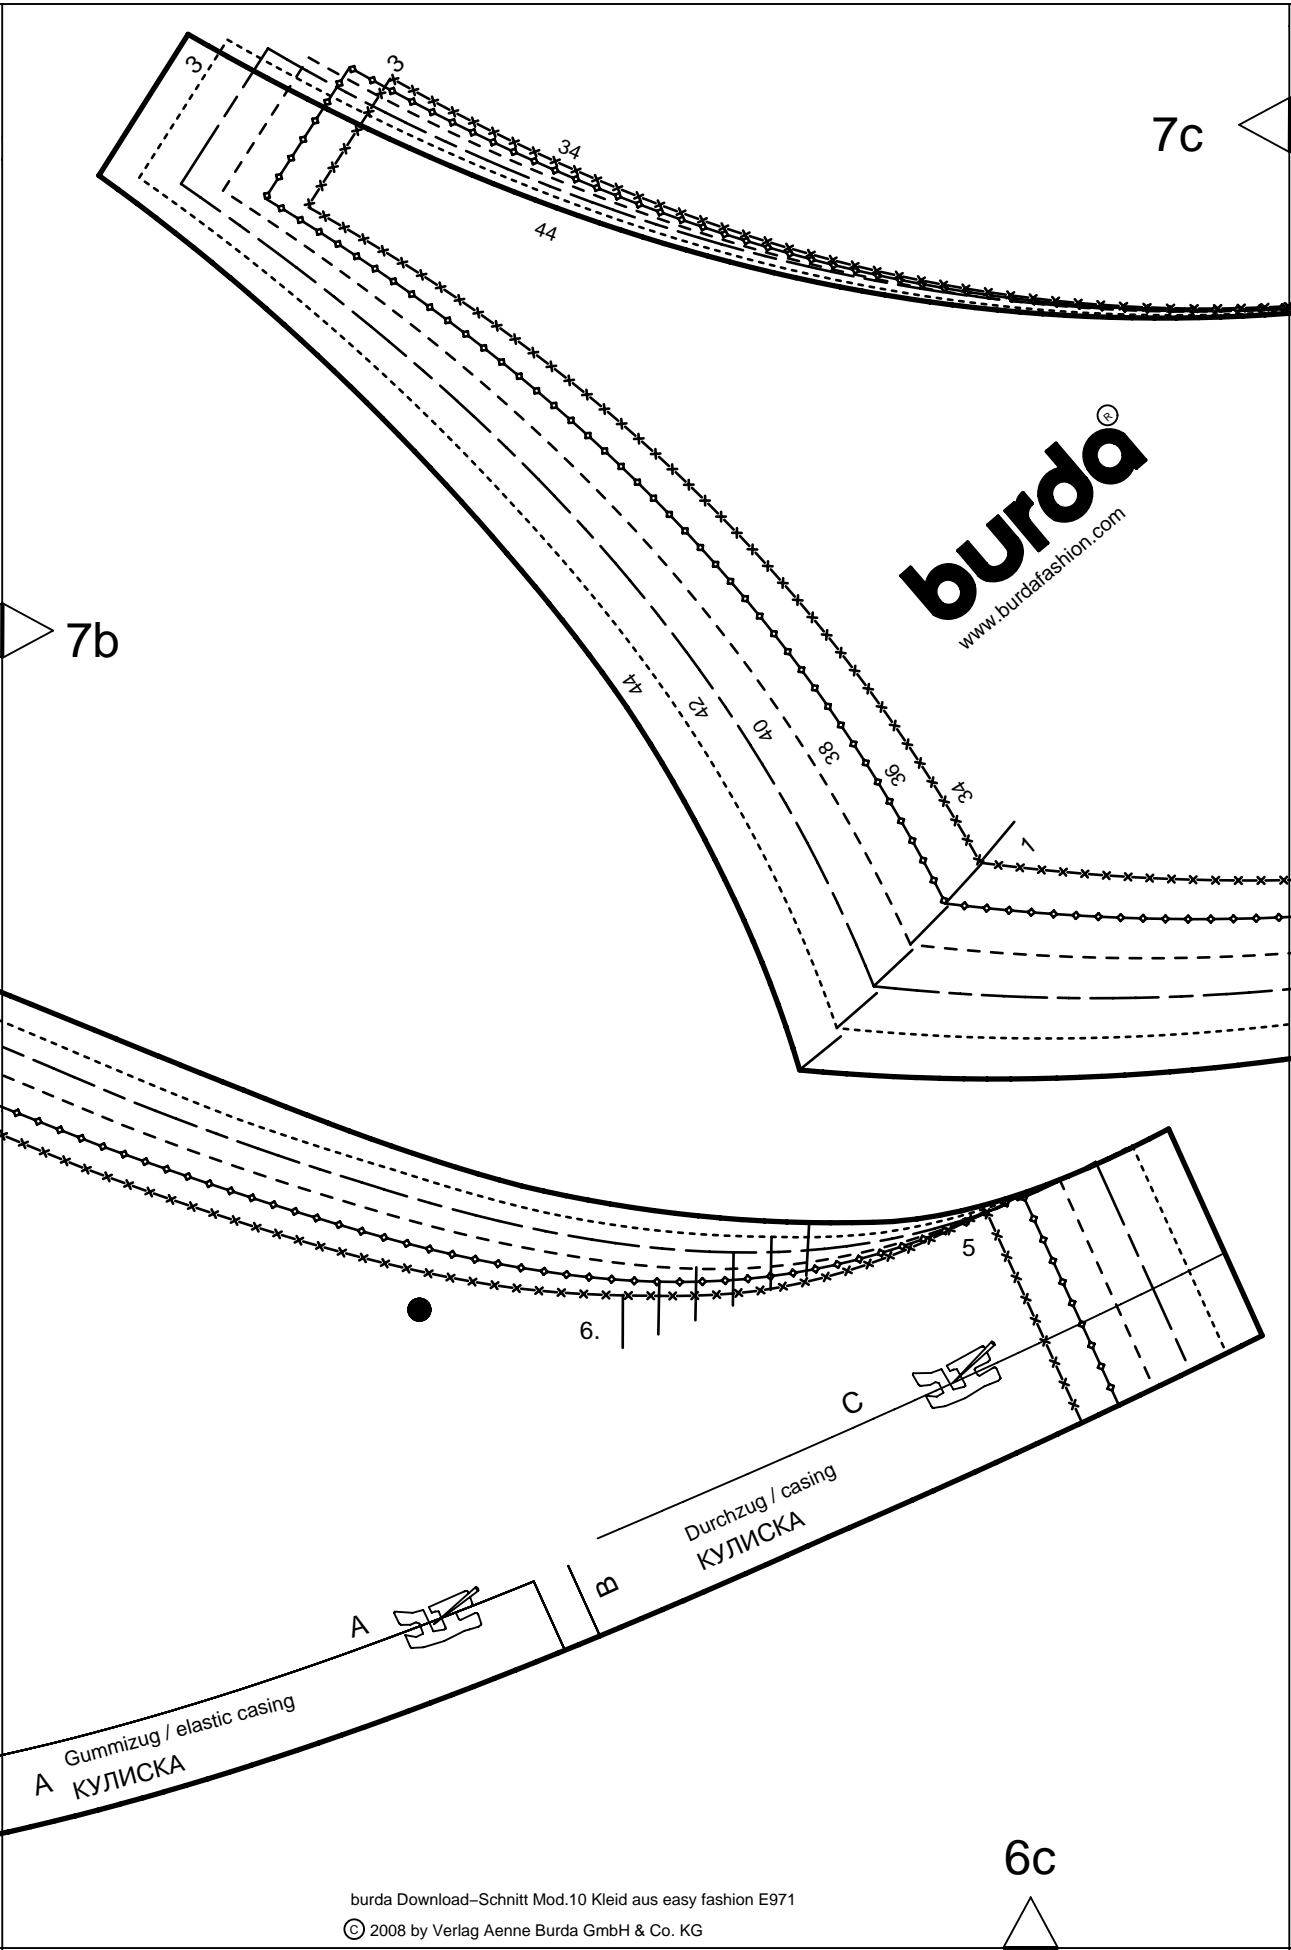 3
3
34
44
7c
burda
®
www.burdafashion.com
7b
44
42
40
38
36
34
1
5
6.
C
Durchzug / casing
КУЛИСКА
B
A
Gummizug / elastic casing
A
КУЛИСКА
6c
burda Download–Schnitt Mod.10 Kleid aus easy fashion E971
© 2008 by Verlag Aenne Burda GmbH & Co. KG